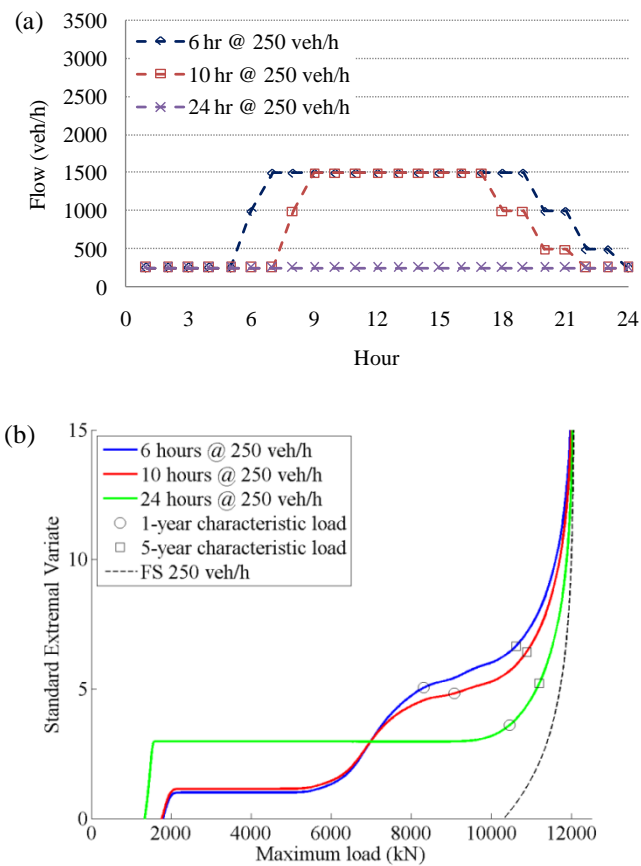 (a)
3500
3000
2500
2000
1500
1000
500
0
Flow (veh/h)
6 hr @ 250 veh/h
10 hr @ 250 veh/h
24 hr @ 250 veh/h
0 3 6 9 12 15 18 21 24
Hour
(b)
15
10
5
0
Standard Extremal Variate
6 hours @ 250 veh/h
10 hours @ 250 veh/h
24 hours @ 250 veh/h
1-year characteristic load
5-year characteristic load
FS 250 veh/h
0 2000 4000 6000 8000 10000 12000
Maximum load (kN)